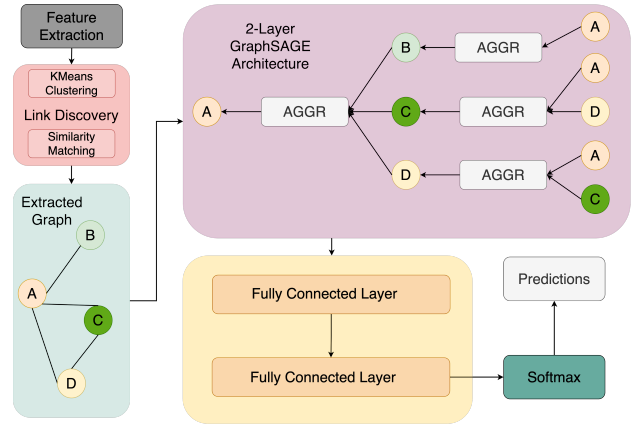 Feature
Extraction
KMeans
Clustering
Link Discovery
Similarity
Matching
Extracted
Graph
B
A
C
D
2-Layer
GraphSAGE
Architecture
A
AGGR
B
C
D
AGGR
AGGR
AGGR
A
A
D
A
C
Fully Connected Layer
Fully Connected Layer
Softmax
Predictions